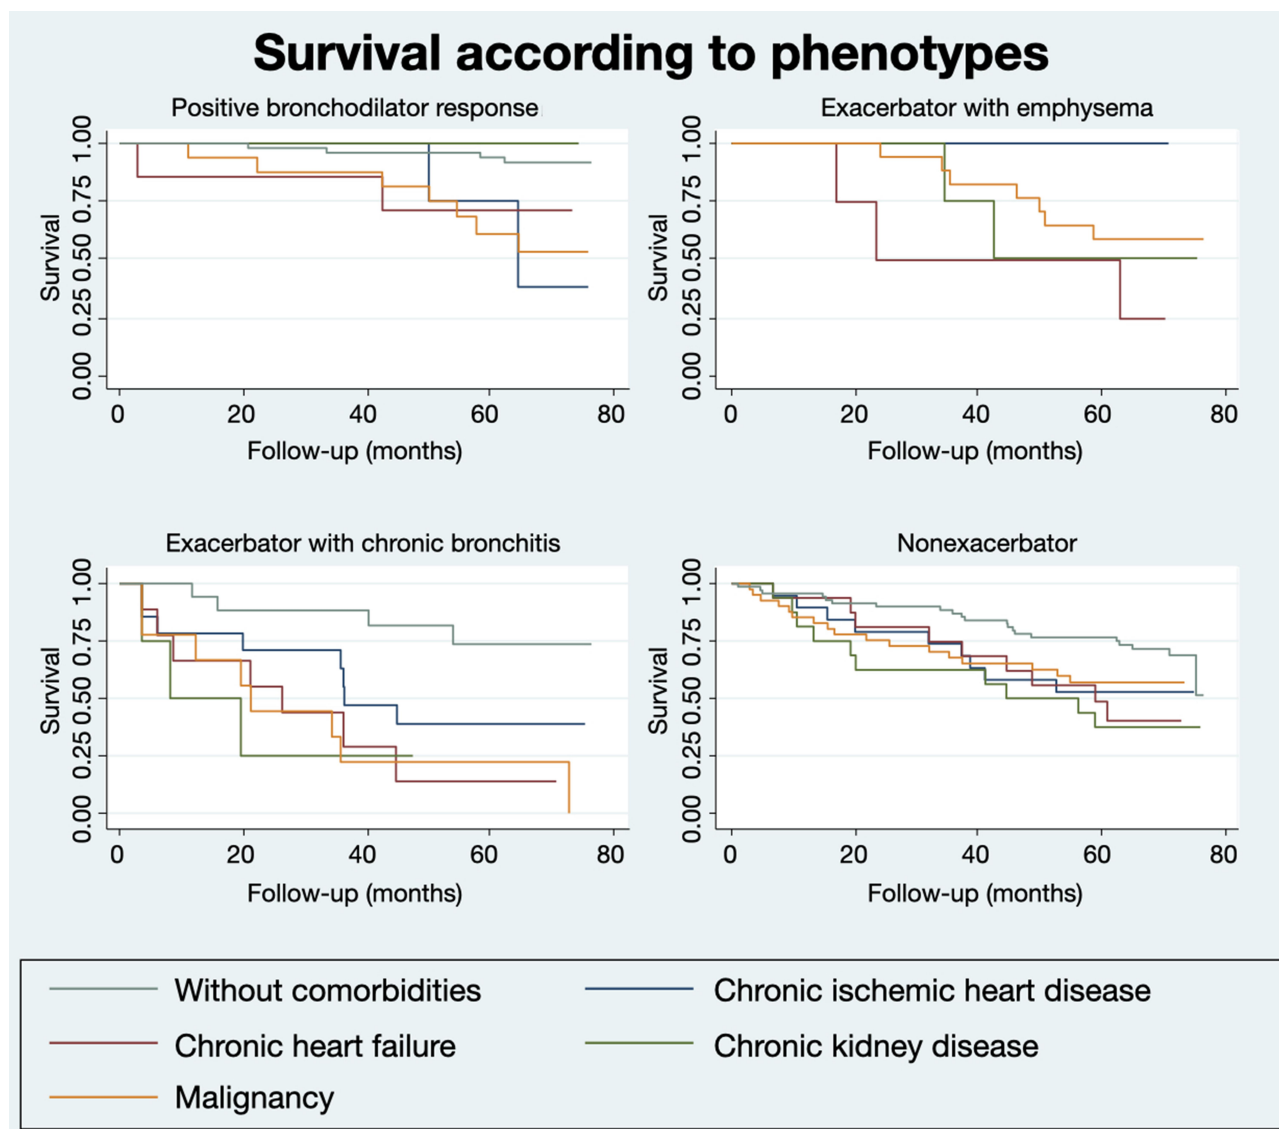 Survival according to phenotypes
Positive bronchodilator response
Survival
1.00
0.75
0.50
0.25
0.00
0 20 40 60 80
Follow-up (months)
Exacerbator with emphysema
Survival
1.00
0.75
0.50
0.25
0.00
0 20 40 60 80
Follow-up (months)
Exacerbator with chronic bronchitis
Survival
1.00
0.75
0.50
0.25
0.00
0 20 40 60 80
Follow-up (months)
Nonexacerbator
Survival
1.00
0.75
0.50
0.25
0.00
0 20 40 60 80
Follow-up (months)
Without comorbidities
Chronic ischemic heart disease
Chronic heart failure
Chronic kidney disease
Malignancy